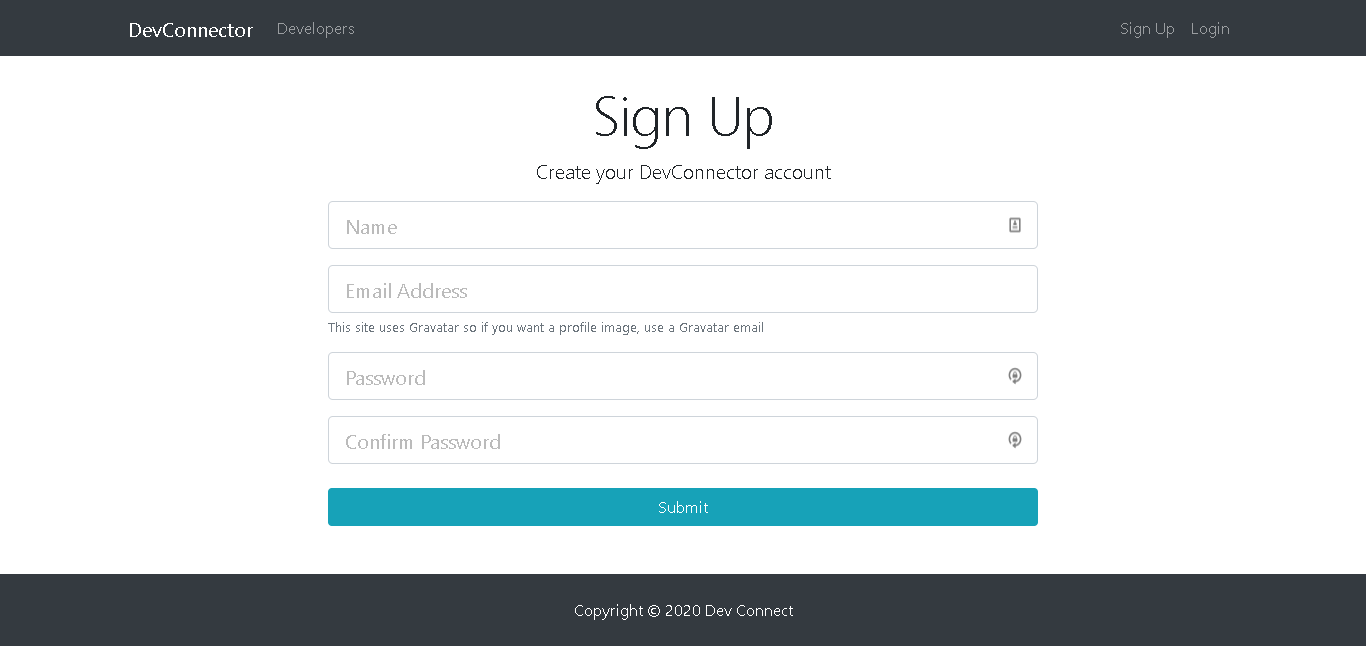 DevConnector Developers Sign Up Login
Sign Up
Create your DevConnector account
Name
Email Address
This site uses Gravatar so if you want a profile image, use a Gravatar email
Password
Confirm Password
Submit
Copyright © 2020 Dev Connect